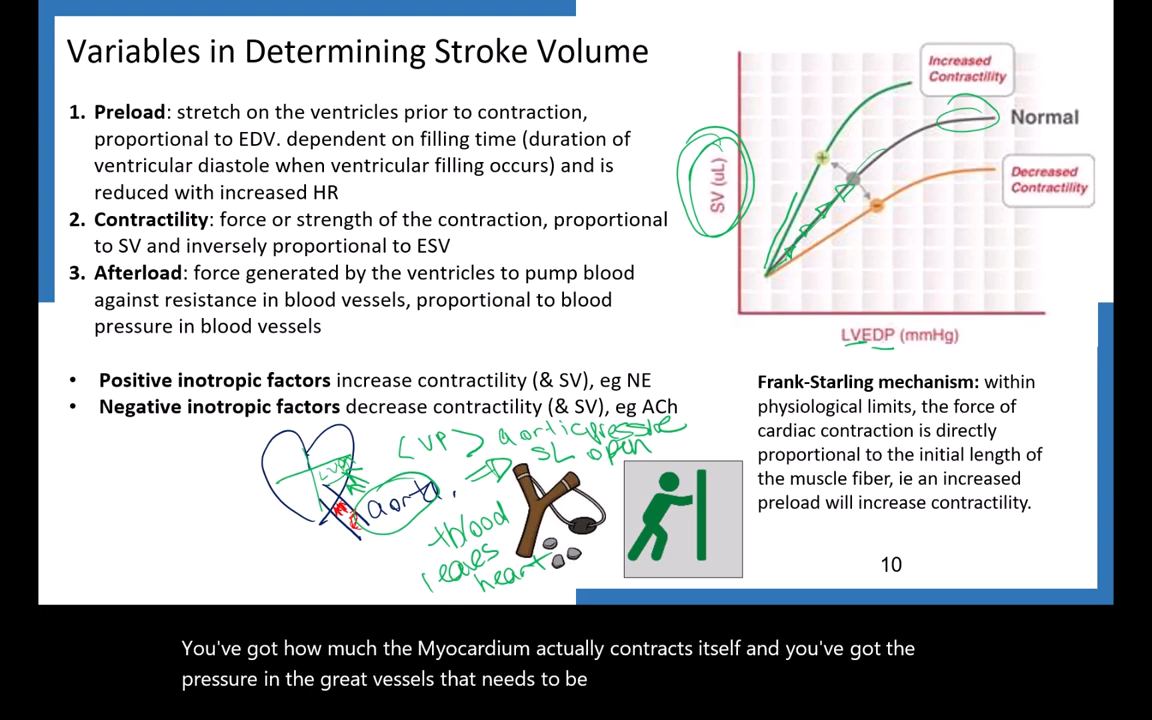 Variables in Determining Stroke Volume
1. Preload: stretch on the ventricles prior to contraction,
proportional to EDV. dependent on filling time (duration of
ventricular diastole when ventricular filling occurs) and is
reduced with increased HR
2. Contractility: force or strength of the contraction, proportional
to SV and inversely proportional to ESV
3. Afterload: force generated by the ventricles to pump blood
against resistance in blood vessels, proportional to blood
pressure in blood vessels
• Positive inotropic factors increase contractility (& SV), eg NE
• Negative inotropic factors decrease contractility (& SV), eg ACh
LVP > aortic pressure
⇒ SL open
aorta
+blood
leaves
heart
SV (uL)
Increased
Contractility
Normal
Decreased
Contractility
+
-
LVEDP (mmHg)
Frank-Starling mechanism: within
physiological limits, the force of
cardiac contraction is directly
proportional to the initial length of
the muscle fiber, ie an increased
preload will increase contractility.
10
You've got how much the Myocardium actually contracts itself and you've got the
pressure in the great vessels that needs to be